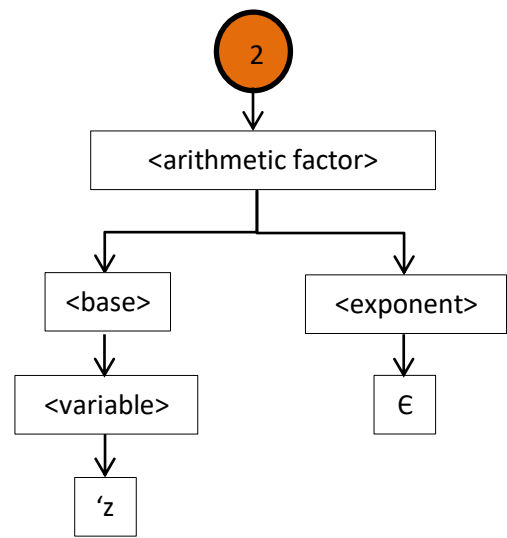 2
<arithmetic factor>
<base>
<exponent>
<variable>
Є
‘z